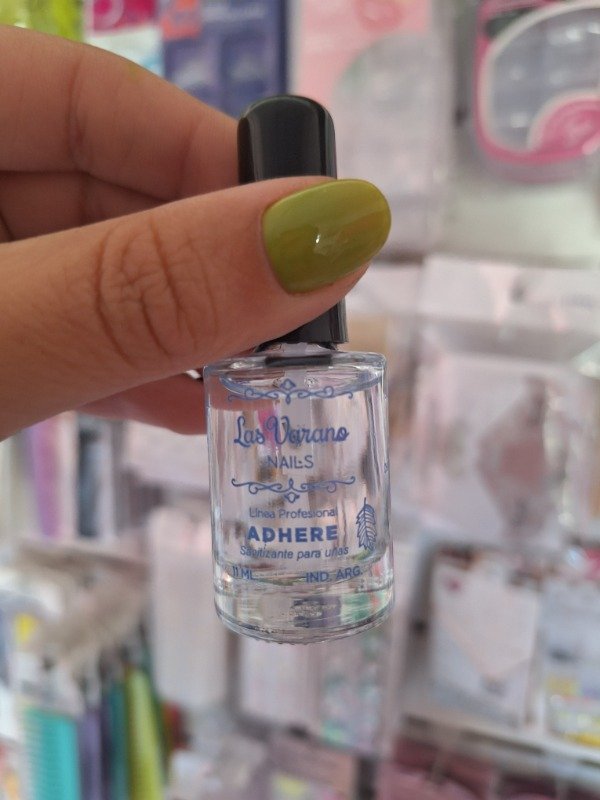 Las Varano
NAILS
Línea Profesional
ADHERE
Sanitizante para uñas
11 ML
IND. ARG.